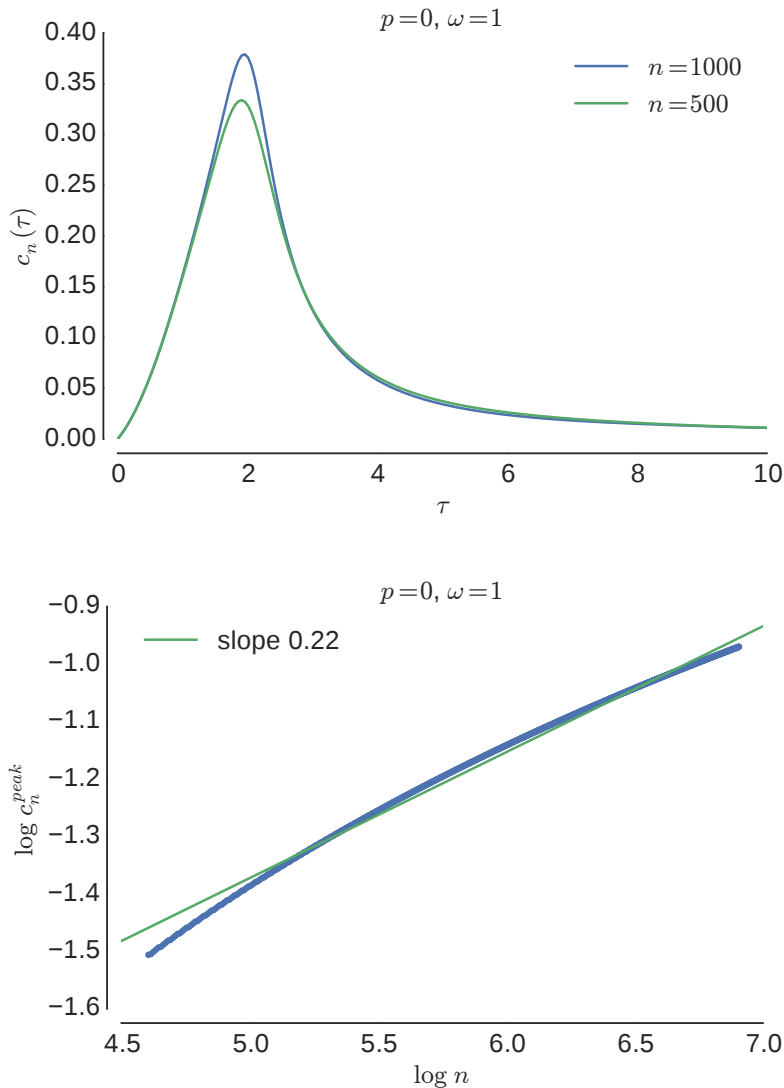 p=0, ω=1
0.40
0.35
0.30
0.25
0.20
0.15
0.10
0.05
0.00
c_n(τ)
n=1000
n=500
0 2 4 6 8 10
τ
p=0, ω=1
−0.9
−1.0
−1.1
−1.2
−1.3
−1.4
−1.5
−1.6
log c_n^{peak}
slope 0.22
4.5 5.0 5.5 6.0 6.5 7.0
log n